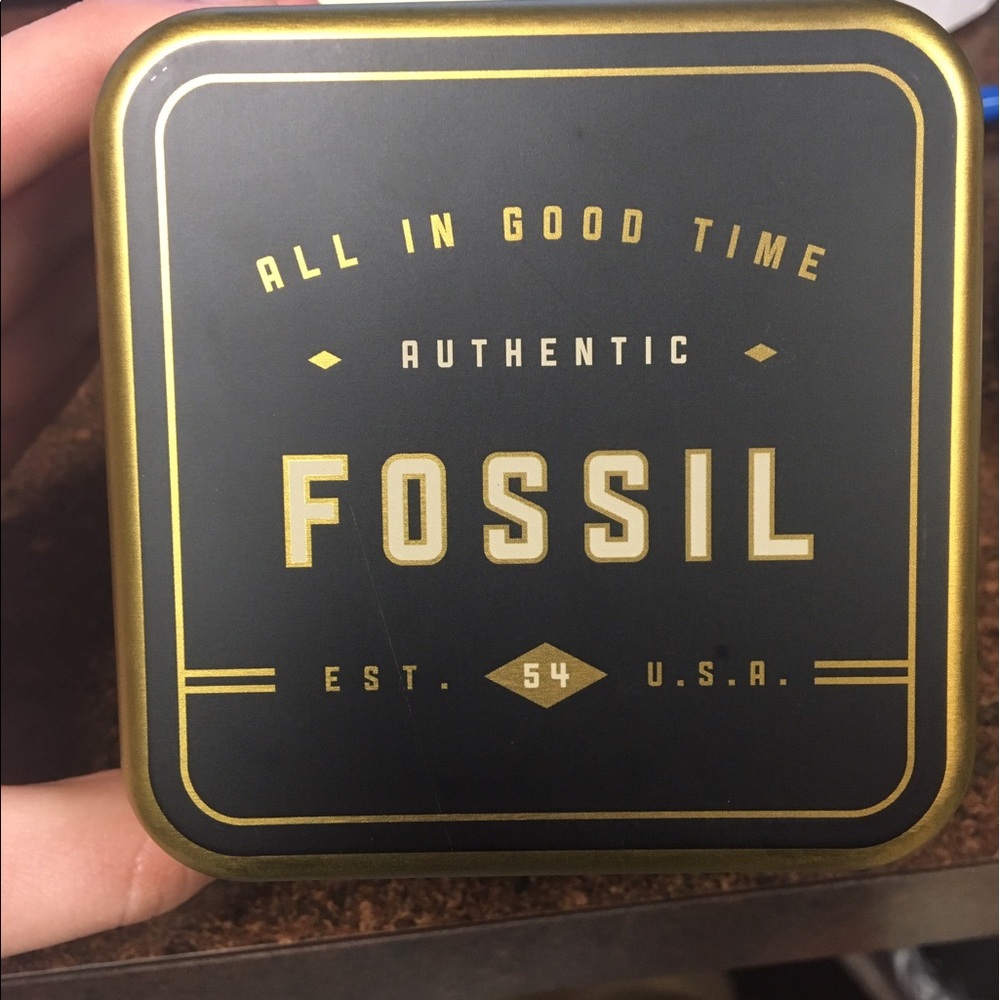 ALL IN GOOD TIME
AUTHENTIC
FOSSIL
EST. 54 U.S.A.